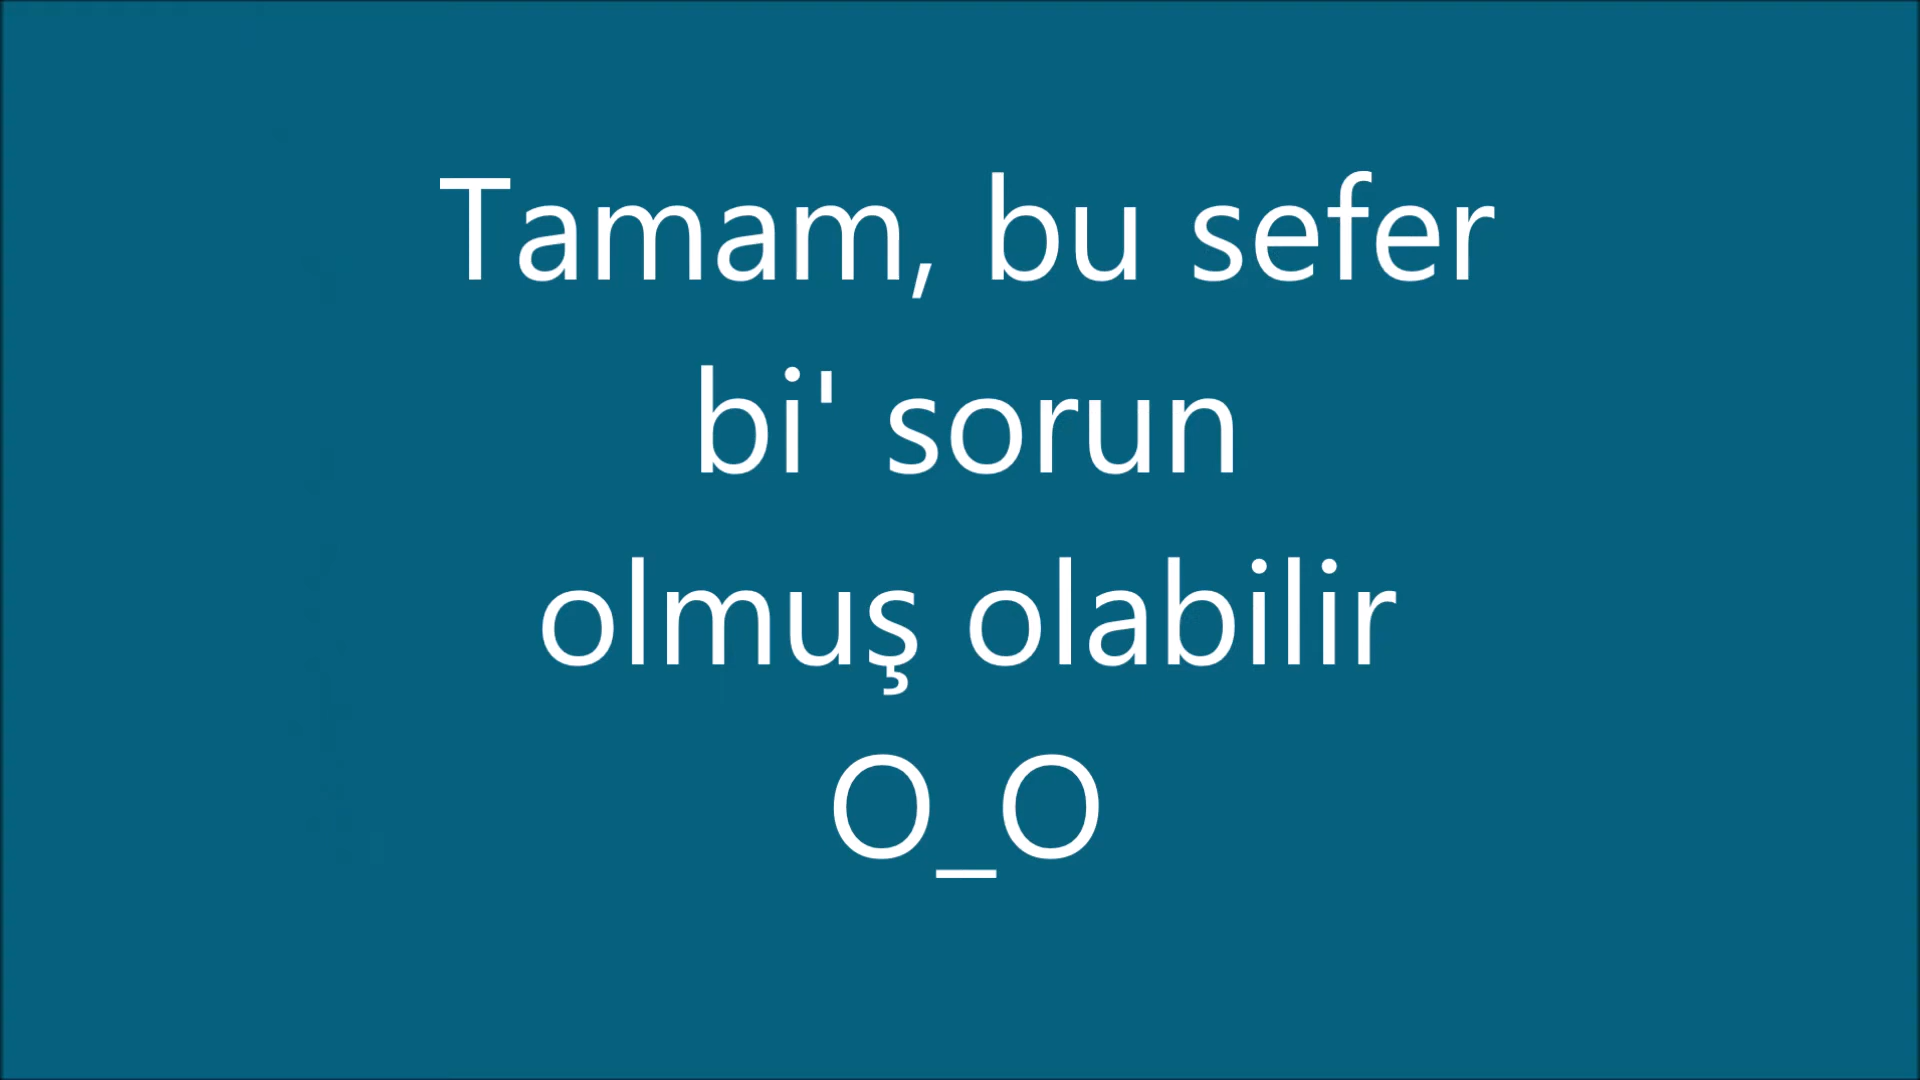 Tamam, bu sefer
bi' sorun
olmuş olabilir
O_O